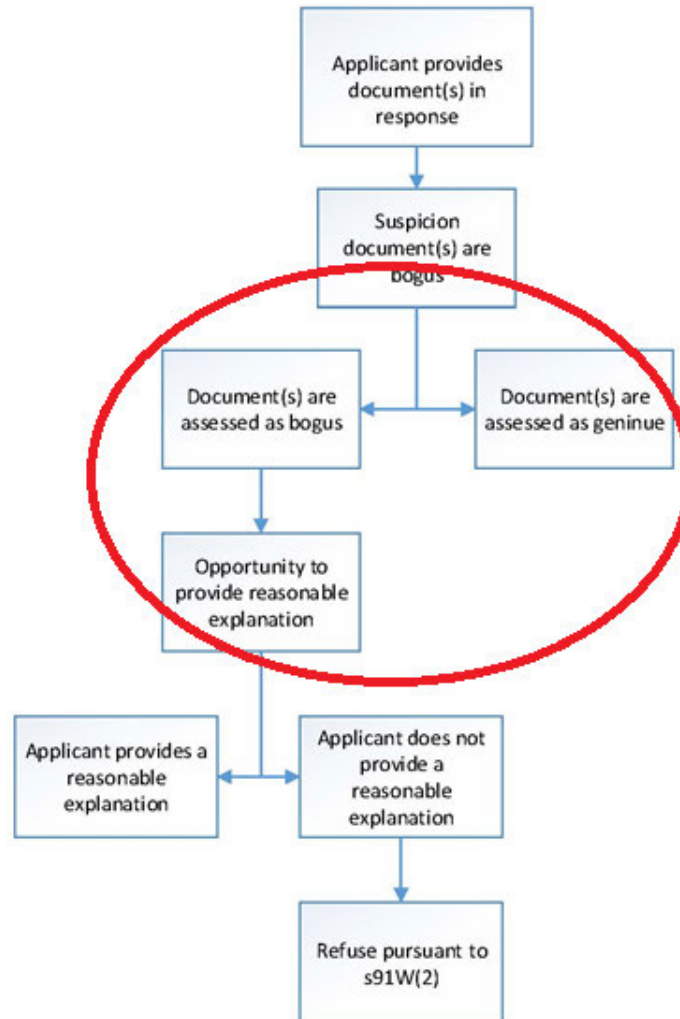 Applicant provides
document(s) in
response
Suspicion
document(s) are
bogus
Document(s) are
assessed as bogus
Document(s) are
assessed as geninue
Opportunity to
provide reasonable
explanation
Applicant provides a
reasonable
explanation
Applicant does not
provide a
reasonable
explanation
Refuse pursuant to
s91W(2)